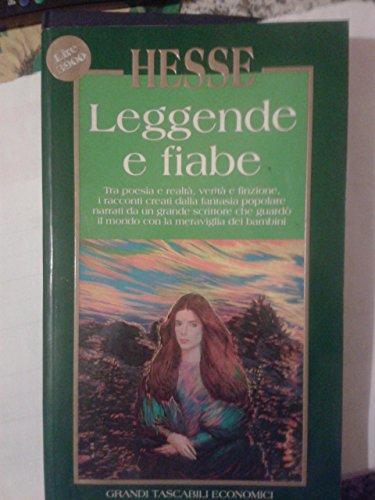 Lire
3900
HESSE
Leggende
e fiabe
Tra poesia e realtà, verità e finzione,
i racconti creati dalla fantasia popolare
narrati da un grande scrittore che guardò
il mondo con la meraviglia dei bambini
GRANDI TASCABILI ECONOMICI